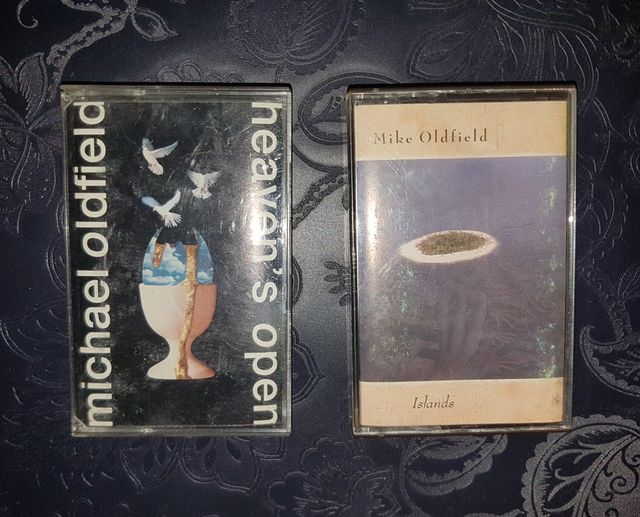 michael oldfield
heaven's open
Mike Oldfield
Islands